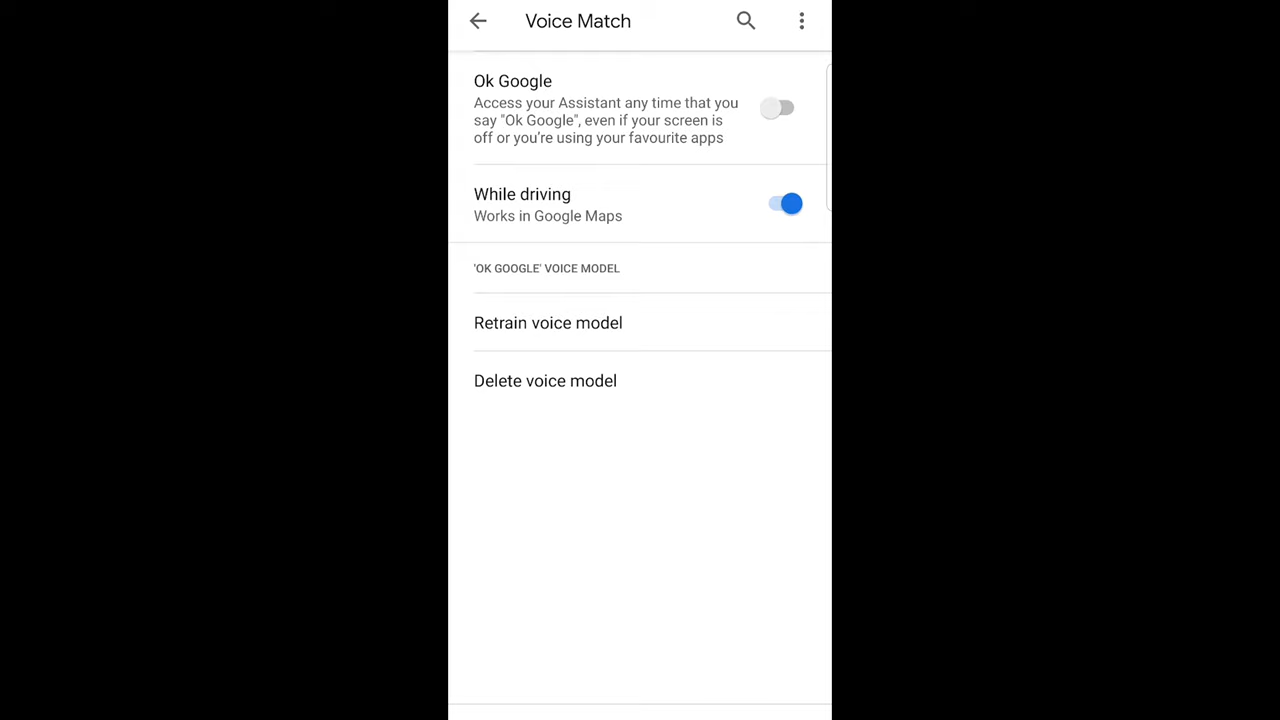 Voice Match
Ok Google
Access your Assistant any time that you
say "Ok Google", even if your screen is
off or you're using your favourite apps
While driving
Works in Google Maps
'OK GOOGLE' VOICE MODEL
Retrain voice model
Delete voice model